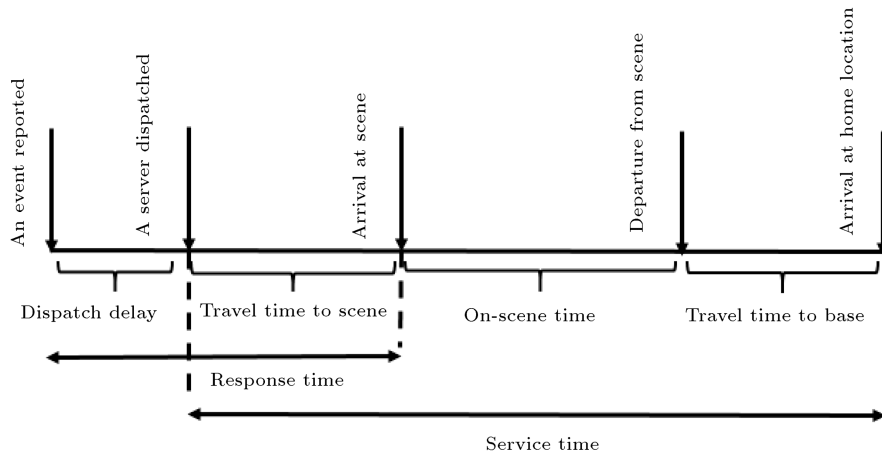 An event reported
A server dispatched
Arrival at scene
Departure from scene
Arrival at home location
Dispatch delay
Travel time to scene
On-scene time
Travel time to base
Response time
Service time